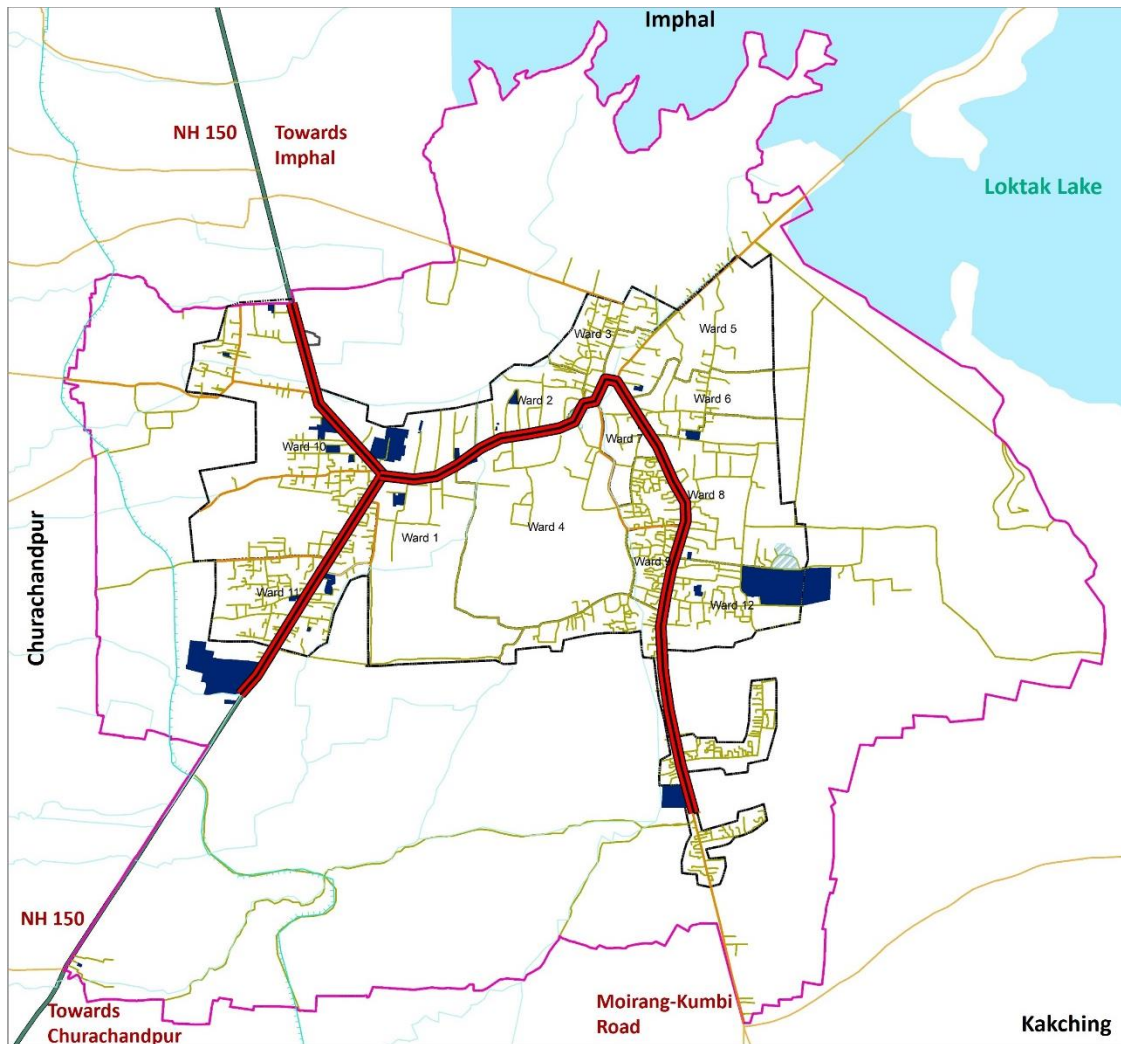 Imphal
NH 150
Towards
Imphal
Loktak Lake
Ward 3
Ward 5
Ward 2
Ward 6
Ward 7
Ward 10
Ward 8
Ward 4
Ward 1
Ward 9
Ward 11
Ward 12
Churachandpur
NH 150
Towards
Churachandpur
Moirang-Kumbi
Road
Kakching